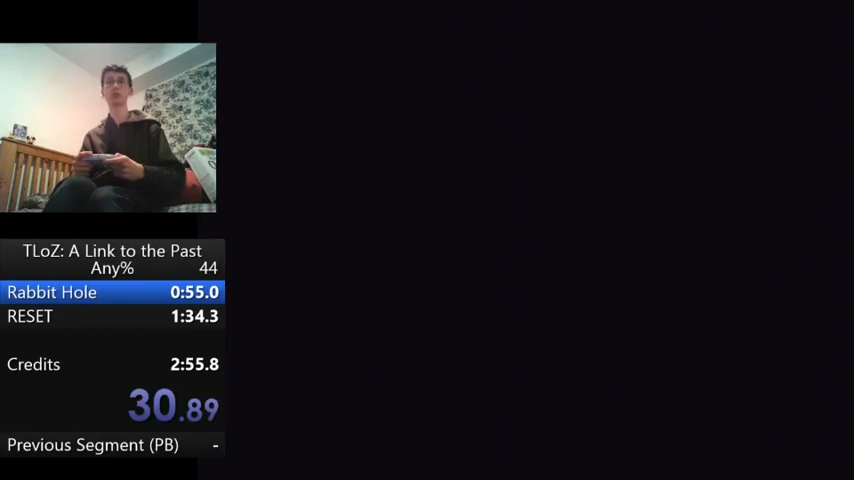 TLoZ: A Link to the Past
Any% 44
Rabbit Hole 0:55.0
RESET 1:34.3
Credits 2:55.8
30.89
Previous Segment (PB) -